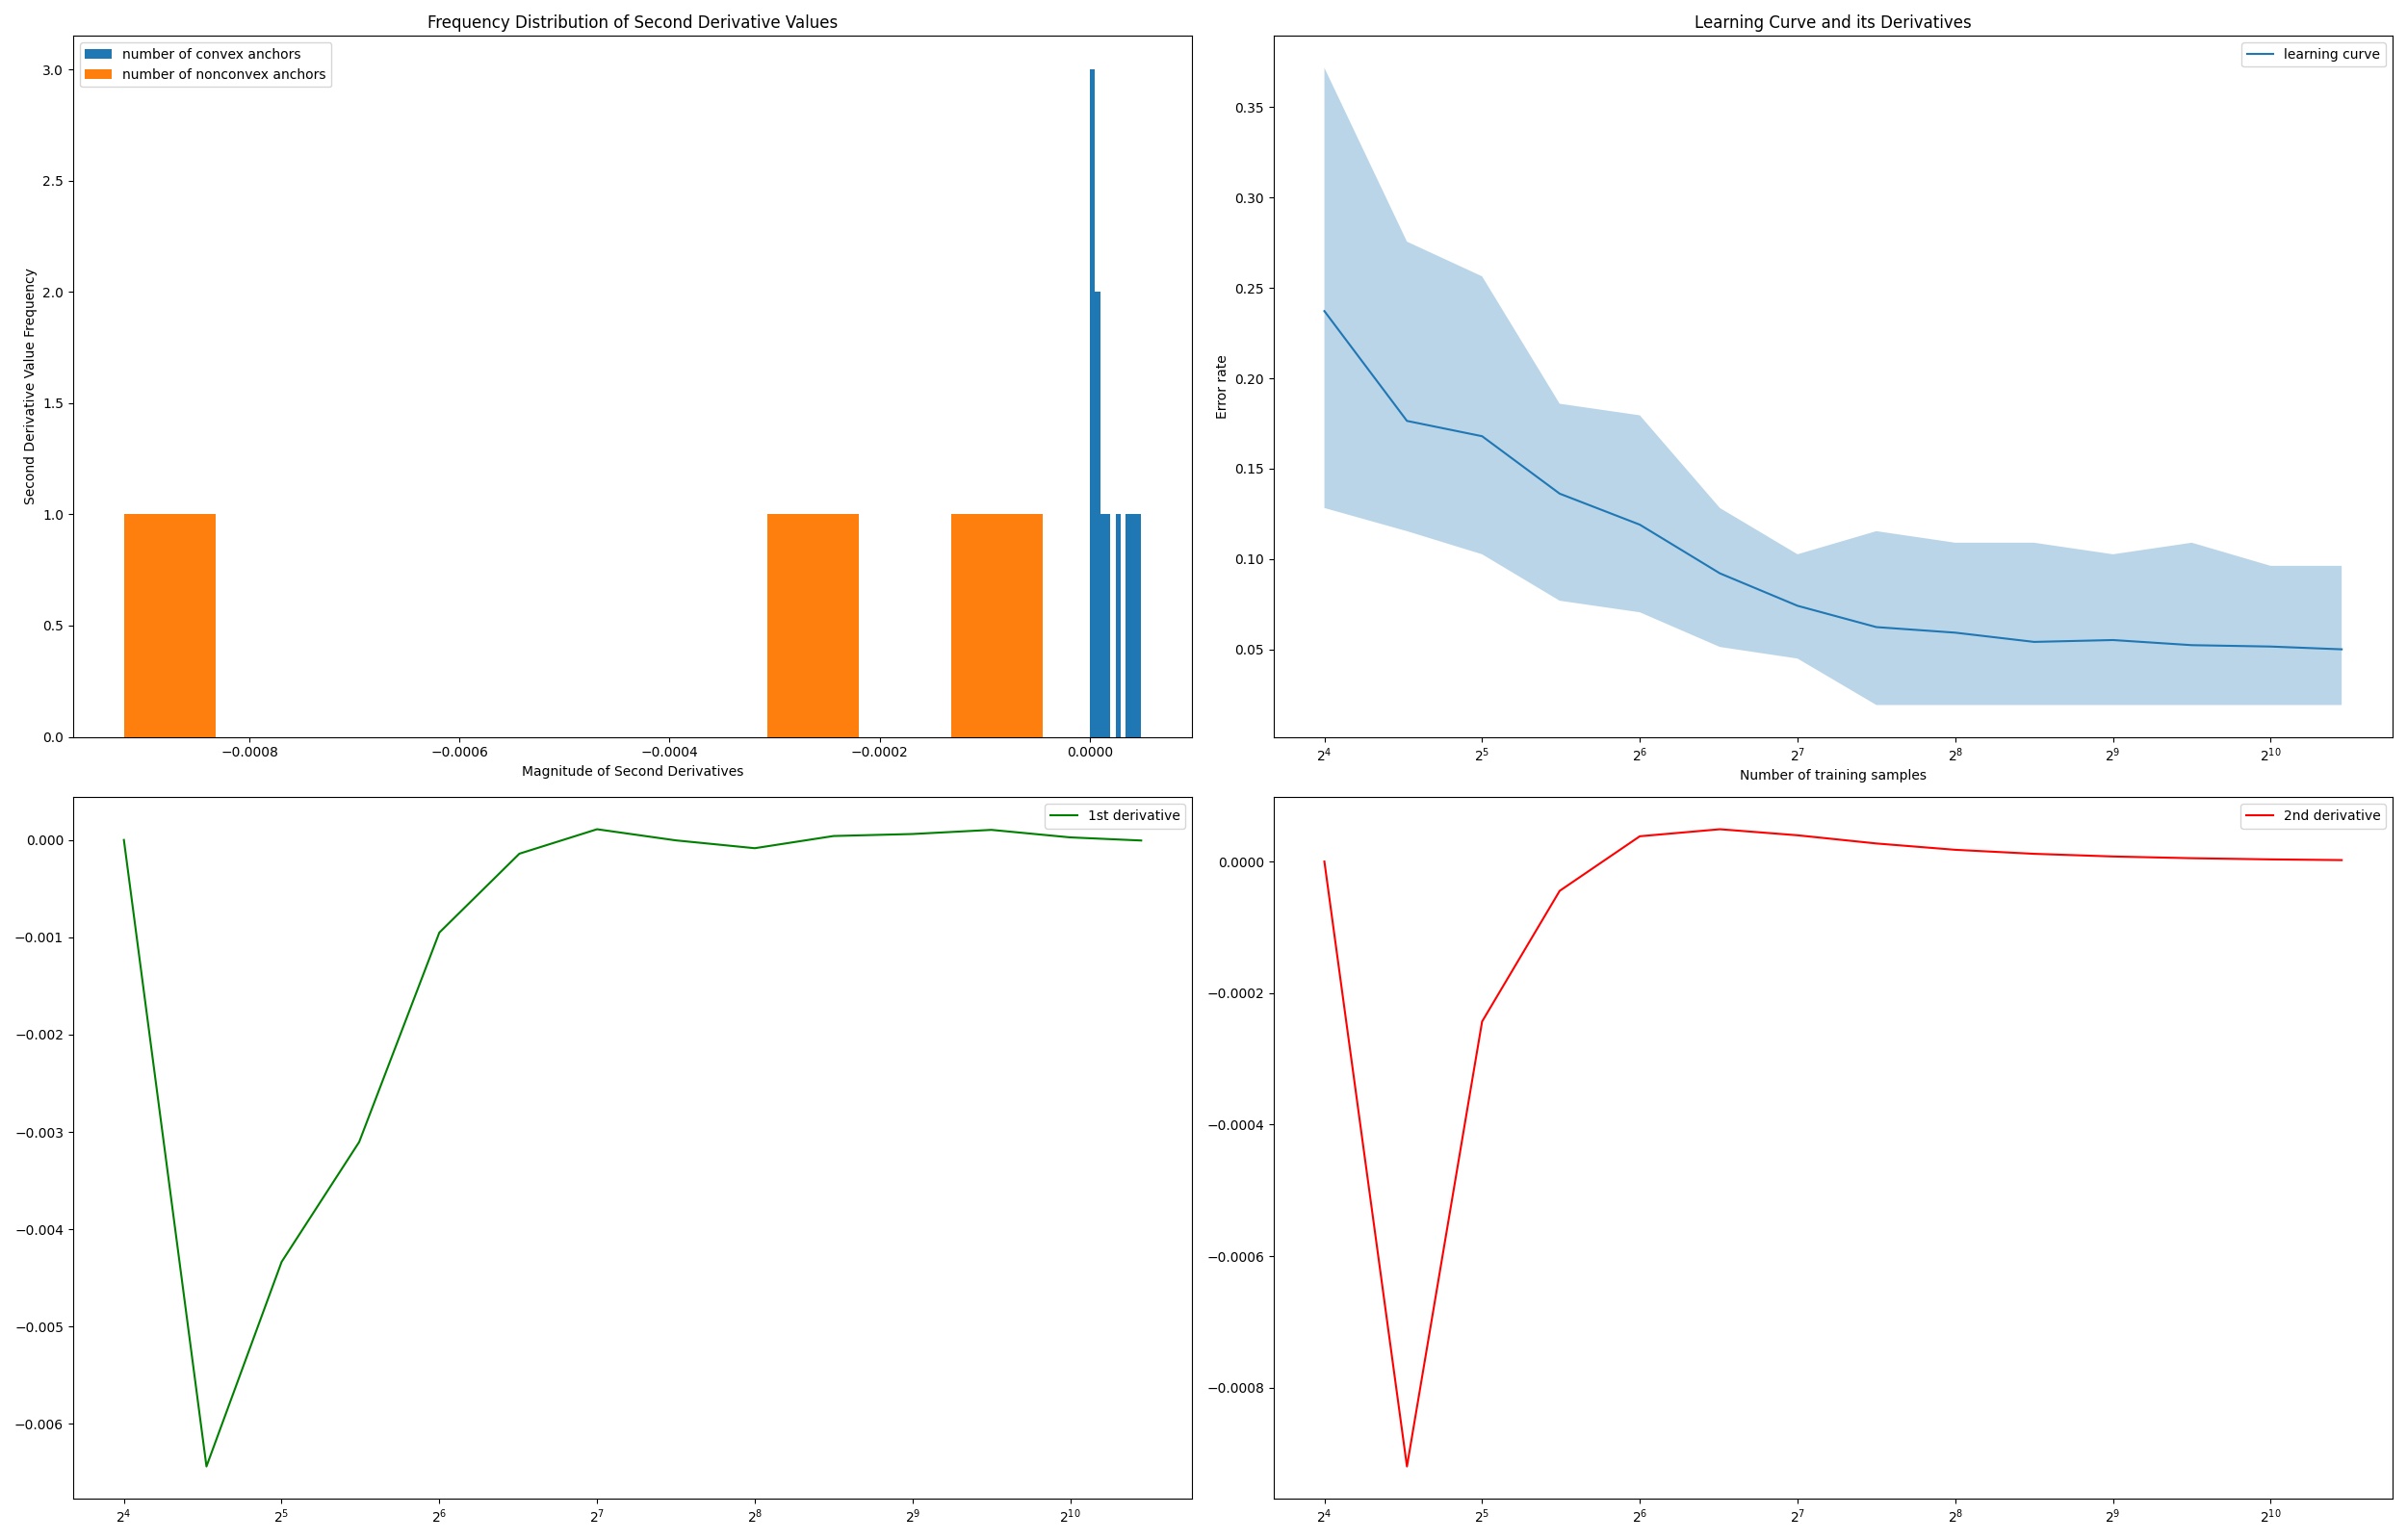 Frequency Distribution of Second Derivative Values
number of convex anchors
number of nonconvex anchors
3.0
2.5
2.0
1.5
1.0
0.5
0.0
Second Derivative Value Frequency
−0.0008 −0.0006 −0.0004 −0.0002 0.0000
Magnitude of Second Derivatives
Learning Curve and its Derivatives
learning curve
0.35
0.30
0.25
0.20
0.15
0.10
0.05
Error rate
2⁴ 2⁵ 2⁶ 2⁷ 2⁸ 2⁹ 2¹⁰
Number of training samples
1st derivative
0.000
−0.001
−0.002
−0.003
−0.004
−0.005
−0.006
2⁴ 2⁵ 2⁶ 2⁷ 2⁸ 2⁹ 2¹⁰
2nd derivative
0.0000
−0.0002
−0.0004
−0.0006
−0.0008
2⁴ 2⁵ 2⁶ 2⁷ 2⁸ 2⁹ 2¹⁰